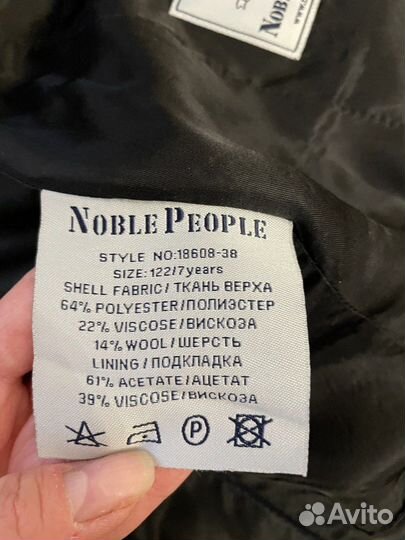 NOBLE PEOPLE
STYLE NO:18608-38
SIZE:122/7years
SHELL FABRIC/ТКАНЬ ВЕРХА
64% POLYESTER/ПОЛИЭСТЕР
22% VISCOSE/ВИСКОЗА
14% WOOL/ШЕРСТЬ
LINING/ПОДКЛАДКА
61% ACETATE/АЦЕТАТ
39% VISCOSE/ВИСКОЗА
P
Avito